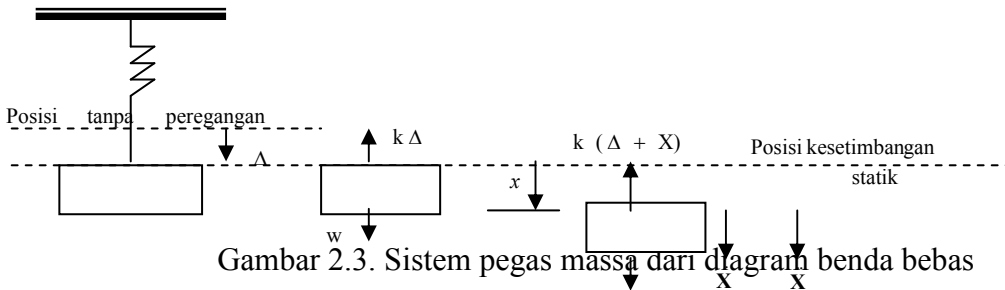 Posisi tanpa peregangan
Δ
k Δ
w
x
k ( Δ + X)
Posisi kesetimbangan
statik
X X
Gambar 2.3. Sistem pegas massa dari diagram benda bebas